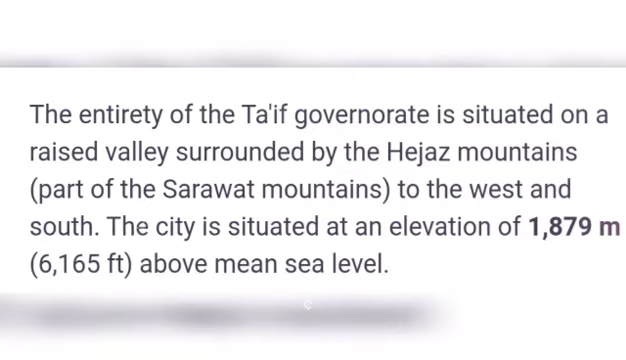 The entirety of the Ta'if governorate is situated on a
raised valley surrounded by the Hejaz mountains
(part of the Sarawat mountains) to the west and
south. The city is situated at an elevation of 1,879 m
(6,165 ft) above mean sea level.